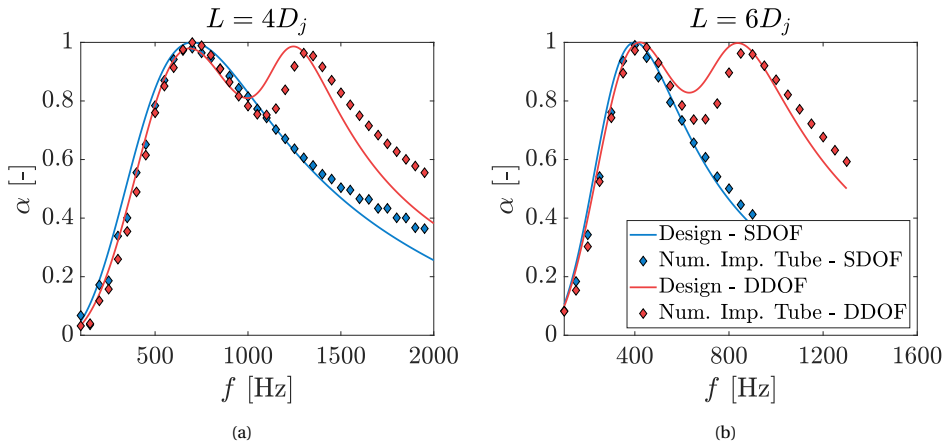 L = 4D_j
α [-]
1
0.8
0.6
0.4
0.2
0
500
1000
1500
2000
f [Hz]
(a)
L = 6D_j
α [-]
1
0.8
0.6
0.4
0.2
0
Design - SDOF
Num. Imp. Tube - SDOF
Design - DDOF
Num. Imp. Tube - DDOF
400
800
1200
1600
f [Hz]
(b)